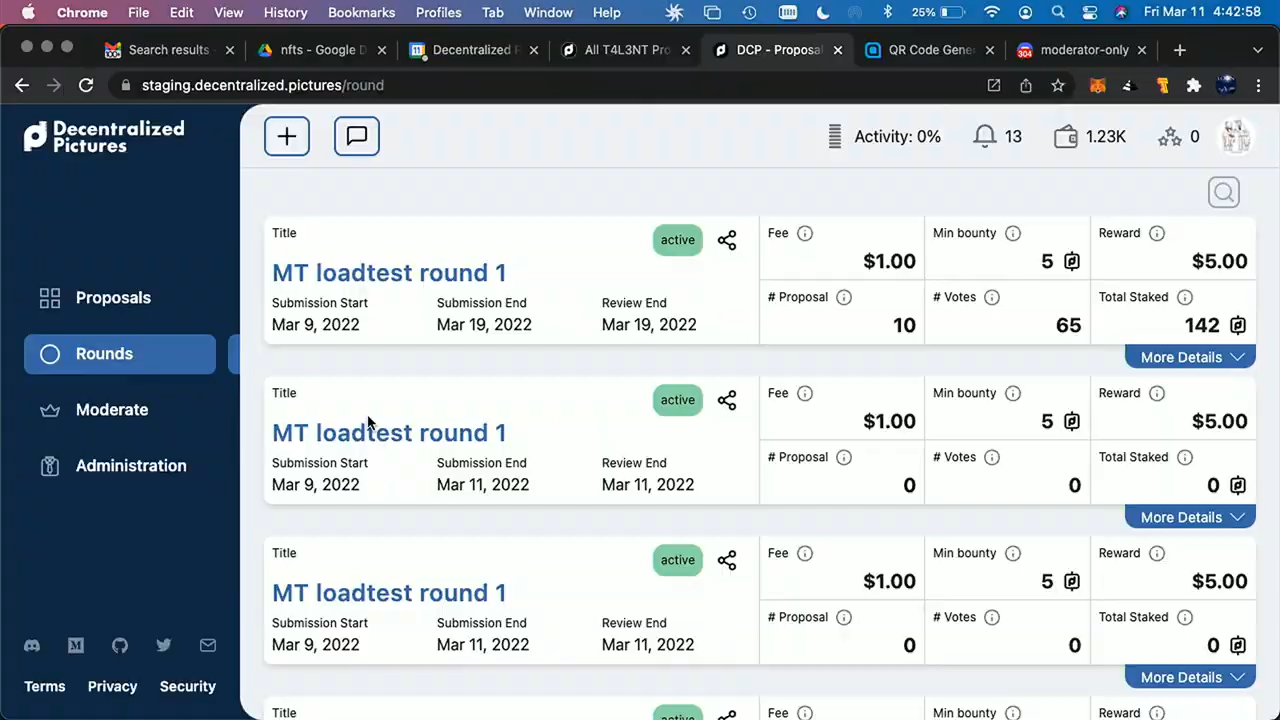 Chrome File Edit View History Bookmarks Profiles Tab Window Help 25% Fri Mar 11 4:42:58
Search results nfts - Google D Decentralized F All T4L3NT Pro DCP - Proposal QR Code Gene moderator-only
staging.decentralized.pictures/round
Decentralized
Pictures
Activity: 0% 13 1.23K 0
Proposals
Rounds
Moderate
Administration
Terms Privacy Security
Title
active
MT loadtest round 1
Submission Start Submission End Review End
Mar 9, 2022 Mar 19, 2022 Mar 19, 2022
Fee Min bounty Reward
$1.00 5 $5.00
# Proposal # Votes Total Staked
10 65 142
More Details
Title
active
MT loadtest round 1
Submission Start Submission End Review End
Mar 9, 2022 Mar 11, 2022 Mar 11, 2022
Fee Min bounty Reward
$1.00 5 $5.00
# Proposal # Votes Total Staked
0 0 0
More Details
Title
active
MT loadtest round 1
Submission Start Submission End Review End
Mar 9, 2022 Mar 11, 2022 Mar 11, 2022
Fee Min bounty Reward
$1.00 5 $5.00
# Proposal # Votes Total Staked
0 0 0
More Details
Title
active
Fee Min bounty Reward